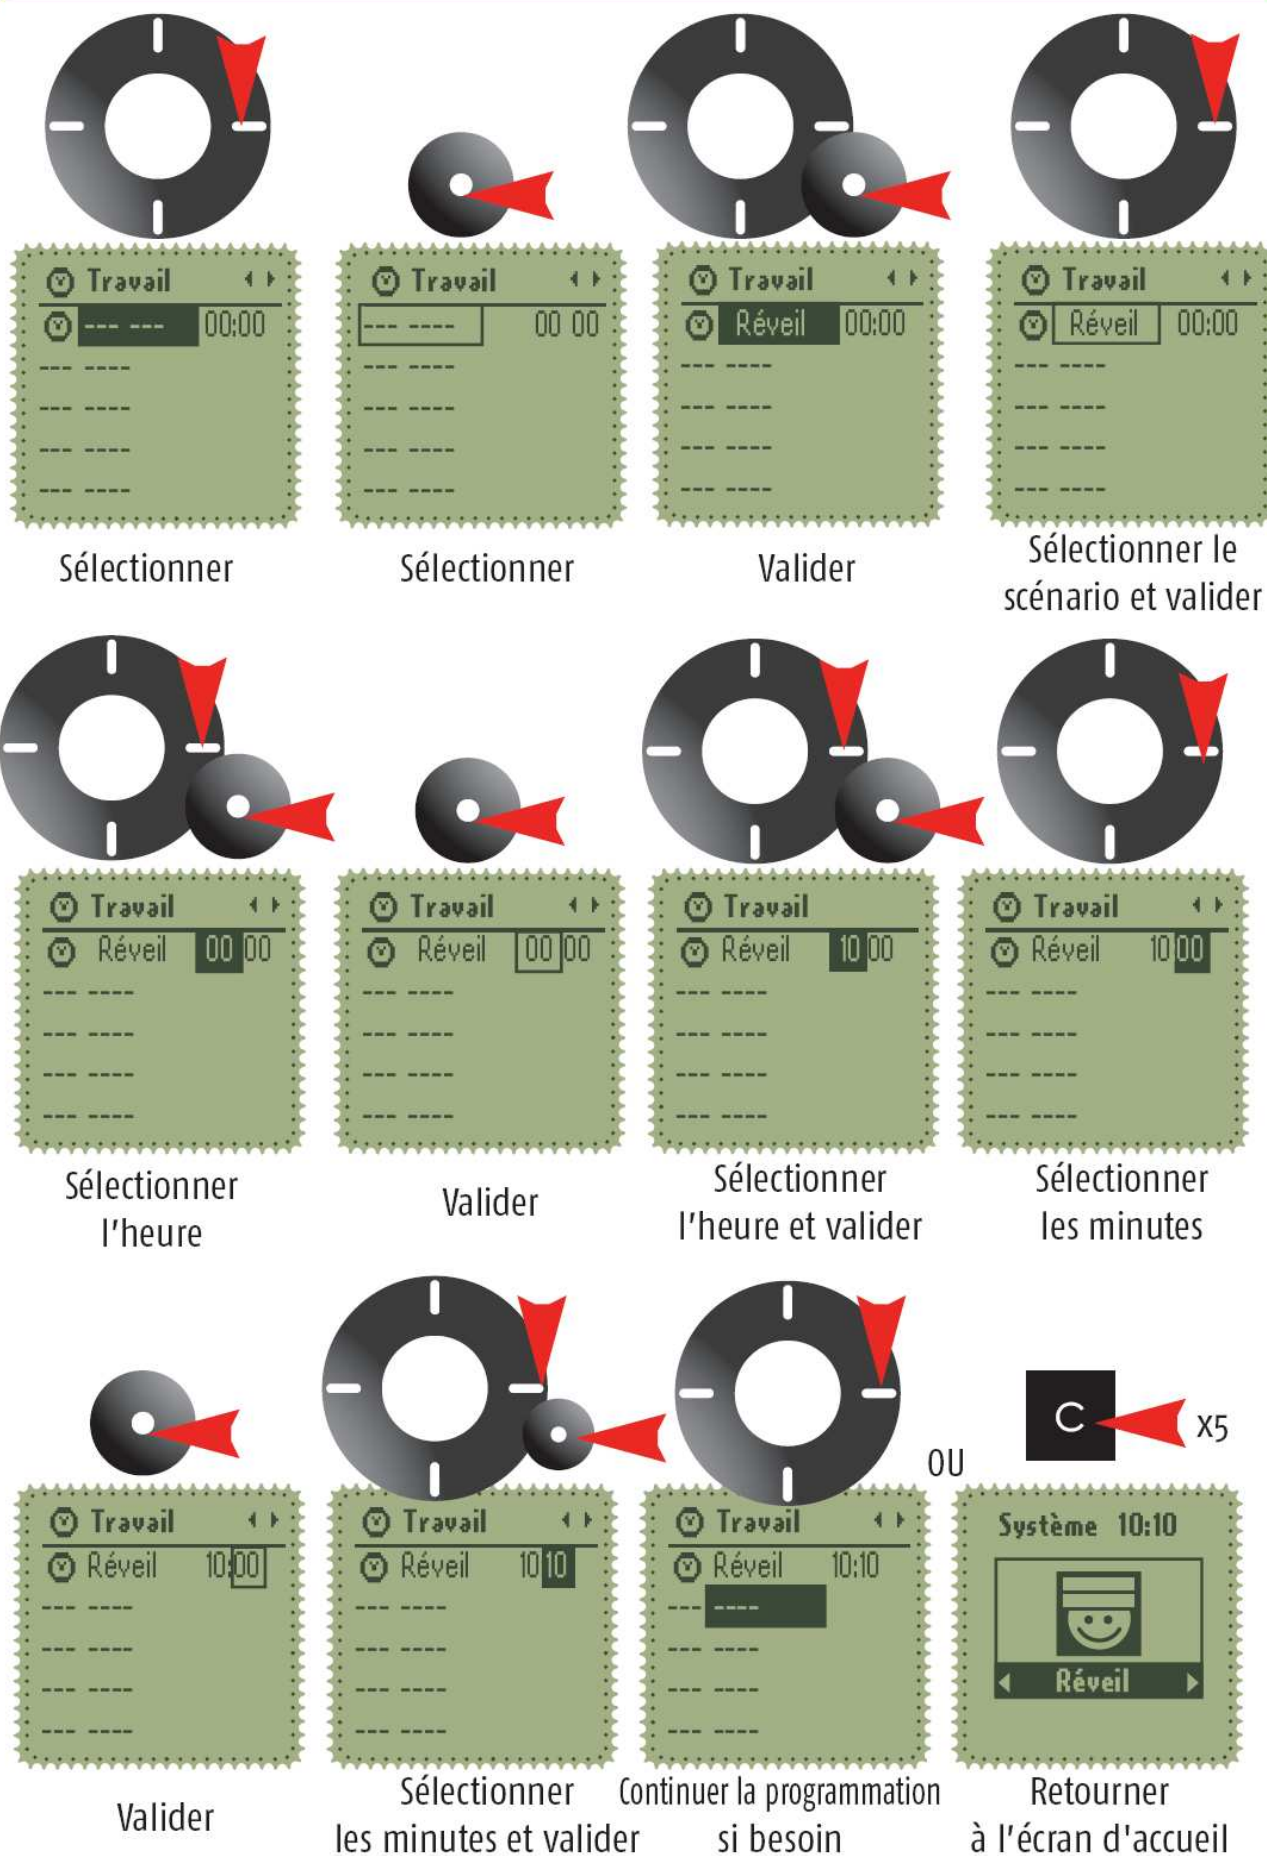 Travail
--- --- 00:00
--- ----
--- ----
--- ----
--- ----
Sélectionner
Travail
--- ---- 00 00
--- ----
--- ----
--- ----
--- ----
Sélectionner
Travail
Réveil 00:00
--- ----
--- ----
--- ----
--- ----
Valider
Travail
Réveil 00:00
--- ----
--- ----
--- ----
--- ----
Sélectionner le
scénario et valider
Travail
Réveil 00 00
--- ----
--- ----
--- ----
--- ----
Sélectionner
l'heure
Travail
Réveil 00 00
--- ----
--- ----
--- ----
--- ----
Valider
Travail
Réveil 10 00
--- ----
--- ----
--- ----
--- ----
Sélectionner
l'heure et valider
Travail
Réveil 10 00
--- ----
--- ----
--- ----
--- ----
Sélectionner
les minutes
Travail
Réveil 10:00
--- ----
--- ----
--- ----
--- ----
Valider
Travail
Réveil 10 10
--- ----
--- ----
--- ----
--- ----
Sélectionner
les minutes et valider
Travail
Réveil 10:10
--- ----
--- ----
--- ----
--- ----
Continuer la programmation
si besoin
OU
C X5
Système 10:10
Réveil
Retourner
à l'écran d'accueil